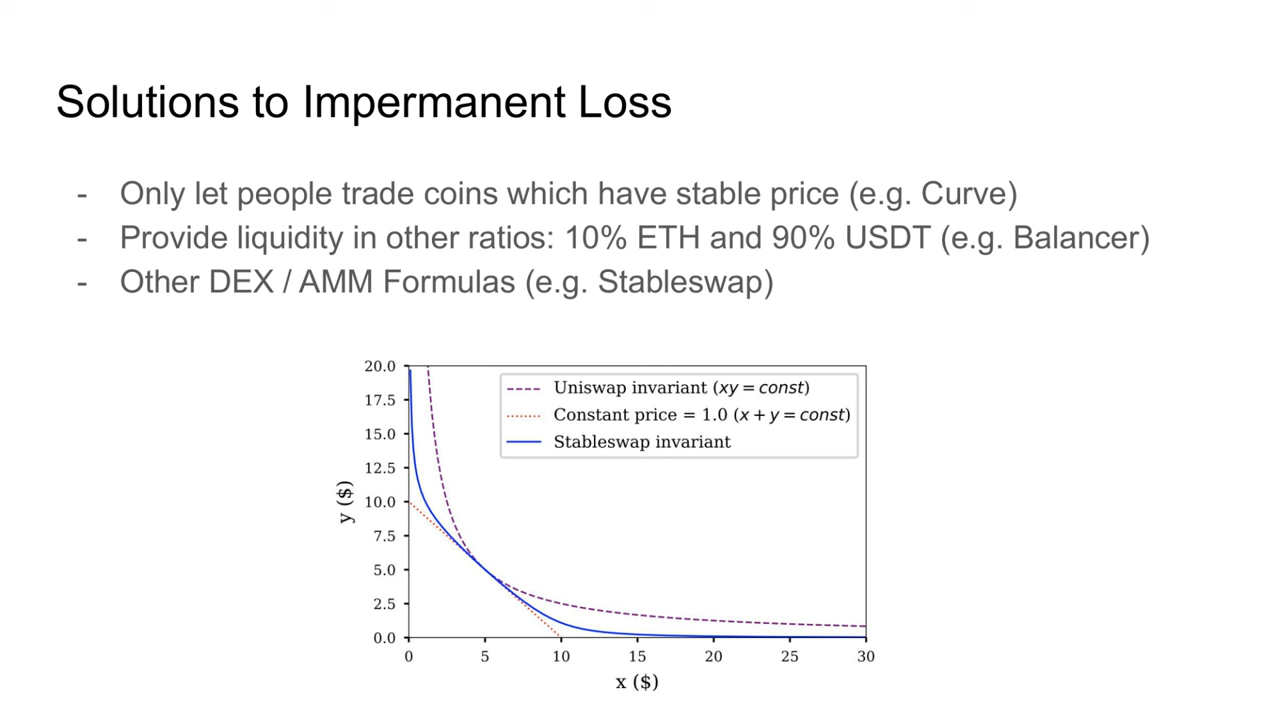 Solutions to Impermanent Loss
- Only let people trade coins which have stable price (e.g. Curve)
- Provide liquidity in other ratios: 10% ETH and 90% USDT (e.g. Balancer)
- Other DEX / AMM Formulas (e.g. Stableswap)
Uniswap invariant (xy = const)
Constant price = 1.0 (x + y = const)
Stableswap invariant
20.0
17.5
15.0
12.5
10.0
7.5
5.0
2.5
0.0
y ($)
0 5 10 15 20 25 30
x ($)